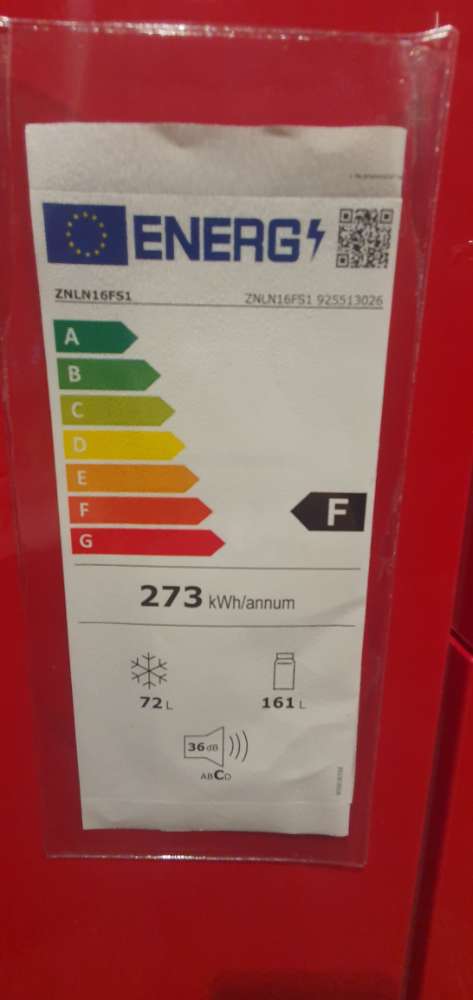 ENERG
ZNLN16FS1 ZNLN16FS1 925513026
A
B
C
D
E
F F
G
273 kWh/annum
72 L 161 L
36 dB
ABCD